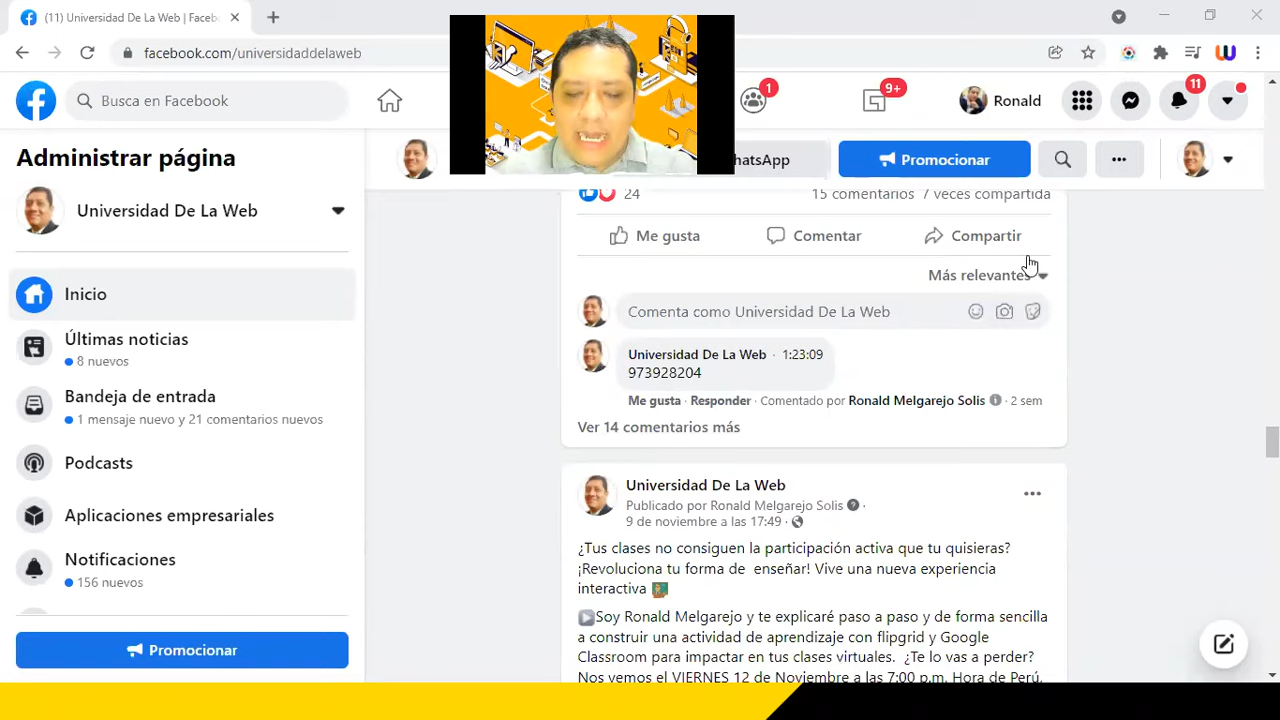 (11) Universidad De La Web | Faceb
facebook.com/universidaddelaweb
Busca en Facebook
1
9+
Ronald
11
Administrar página
Universidad De La Web
hatsApp
Promocionar
24
15 comentarios 7 veces compartida
Me gusta
Comentar
Compartir
Más relevantes
Comenta como Universidad De La Web
Universidad De La Web · 1:23:09
973928204
Me gusta · Responder · Comentado por Ronald Melgarejo Solis · 2 sem
Ver 14 comentarios más
Inicio
Últimas noticias
8 nuevos
Bandeja de entrada
1 mensaje nuevo y 21 comentarios nuevos
Podcasts
Aplicaciones empresariales
Notificaciones
156 nuevos
Promocionar
Universidad De La Web
Publicado por Ronald Melgarejo Solis ·
9 de noviembre a las 17:49 ·
¿Tus clases no consiguen la participación activa que tu quisieras?
¡Revoluciona tu forma de enseñar! Vive una nueva experiencia
interactiva
Soy Ronald Melgarejo y te explicaré paso a paso y de forma sencilla
a construir una actividad de aprendizaje con flipgrid y Google
Classroom para impactar en tus clases virtuales. ¿Te lo vas a perder?
Nos vemos el VIERNES 12 de Noviembre a las 7:00 p.m. Hora de Perú.